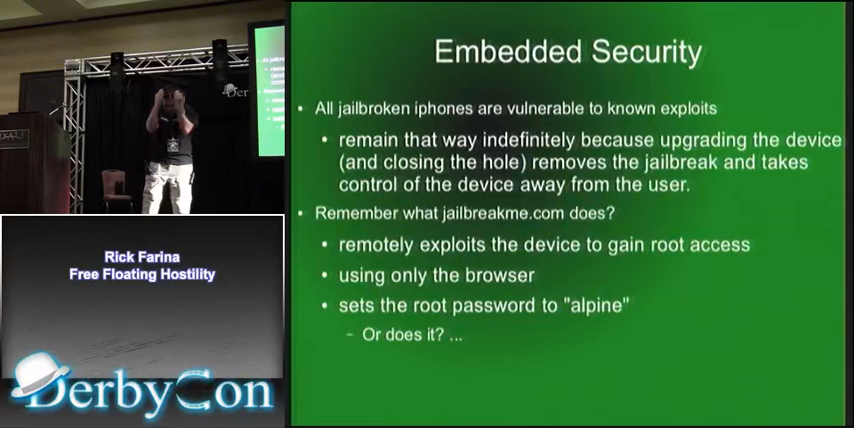 Embedded Security
• All jailbroken iphones are vulnerable to known exploits
• remain that way indefinitely because upgrading the device
(and closing the hole) removes the jailbreak and takes
control of the device away from the user.
• Remember what jailbreakme.com does?
• remotely exploits the device to gain root access
• using only the browser
• sets the root password to "alpine"
– Or does it? ...
Der
Rick Farina
Free Floating Hostility
DerbyCon